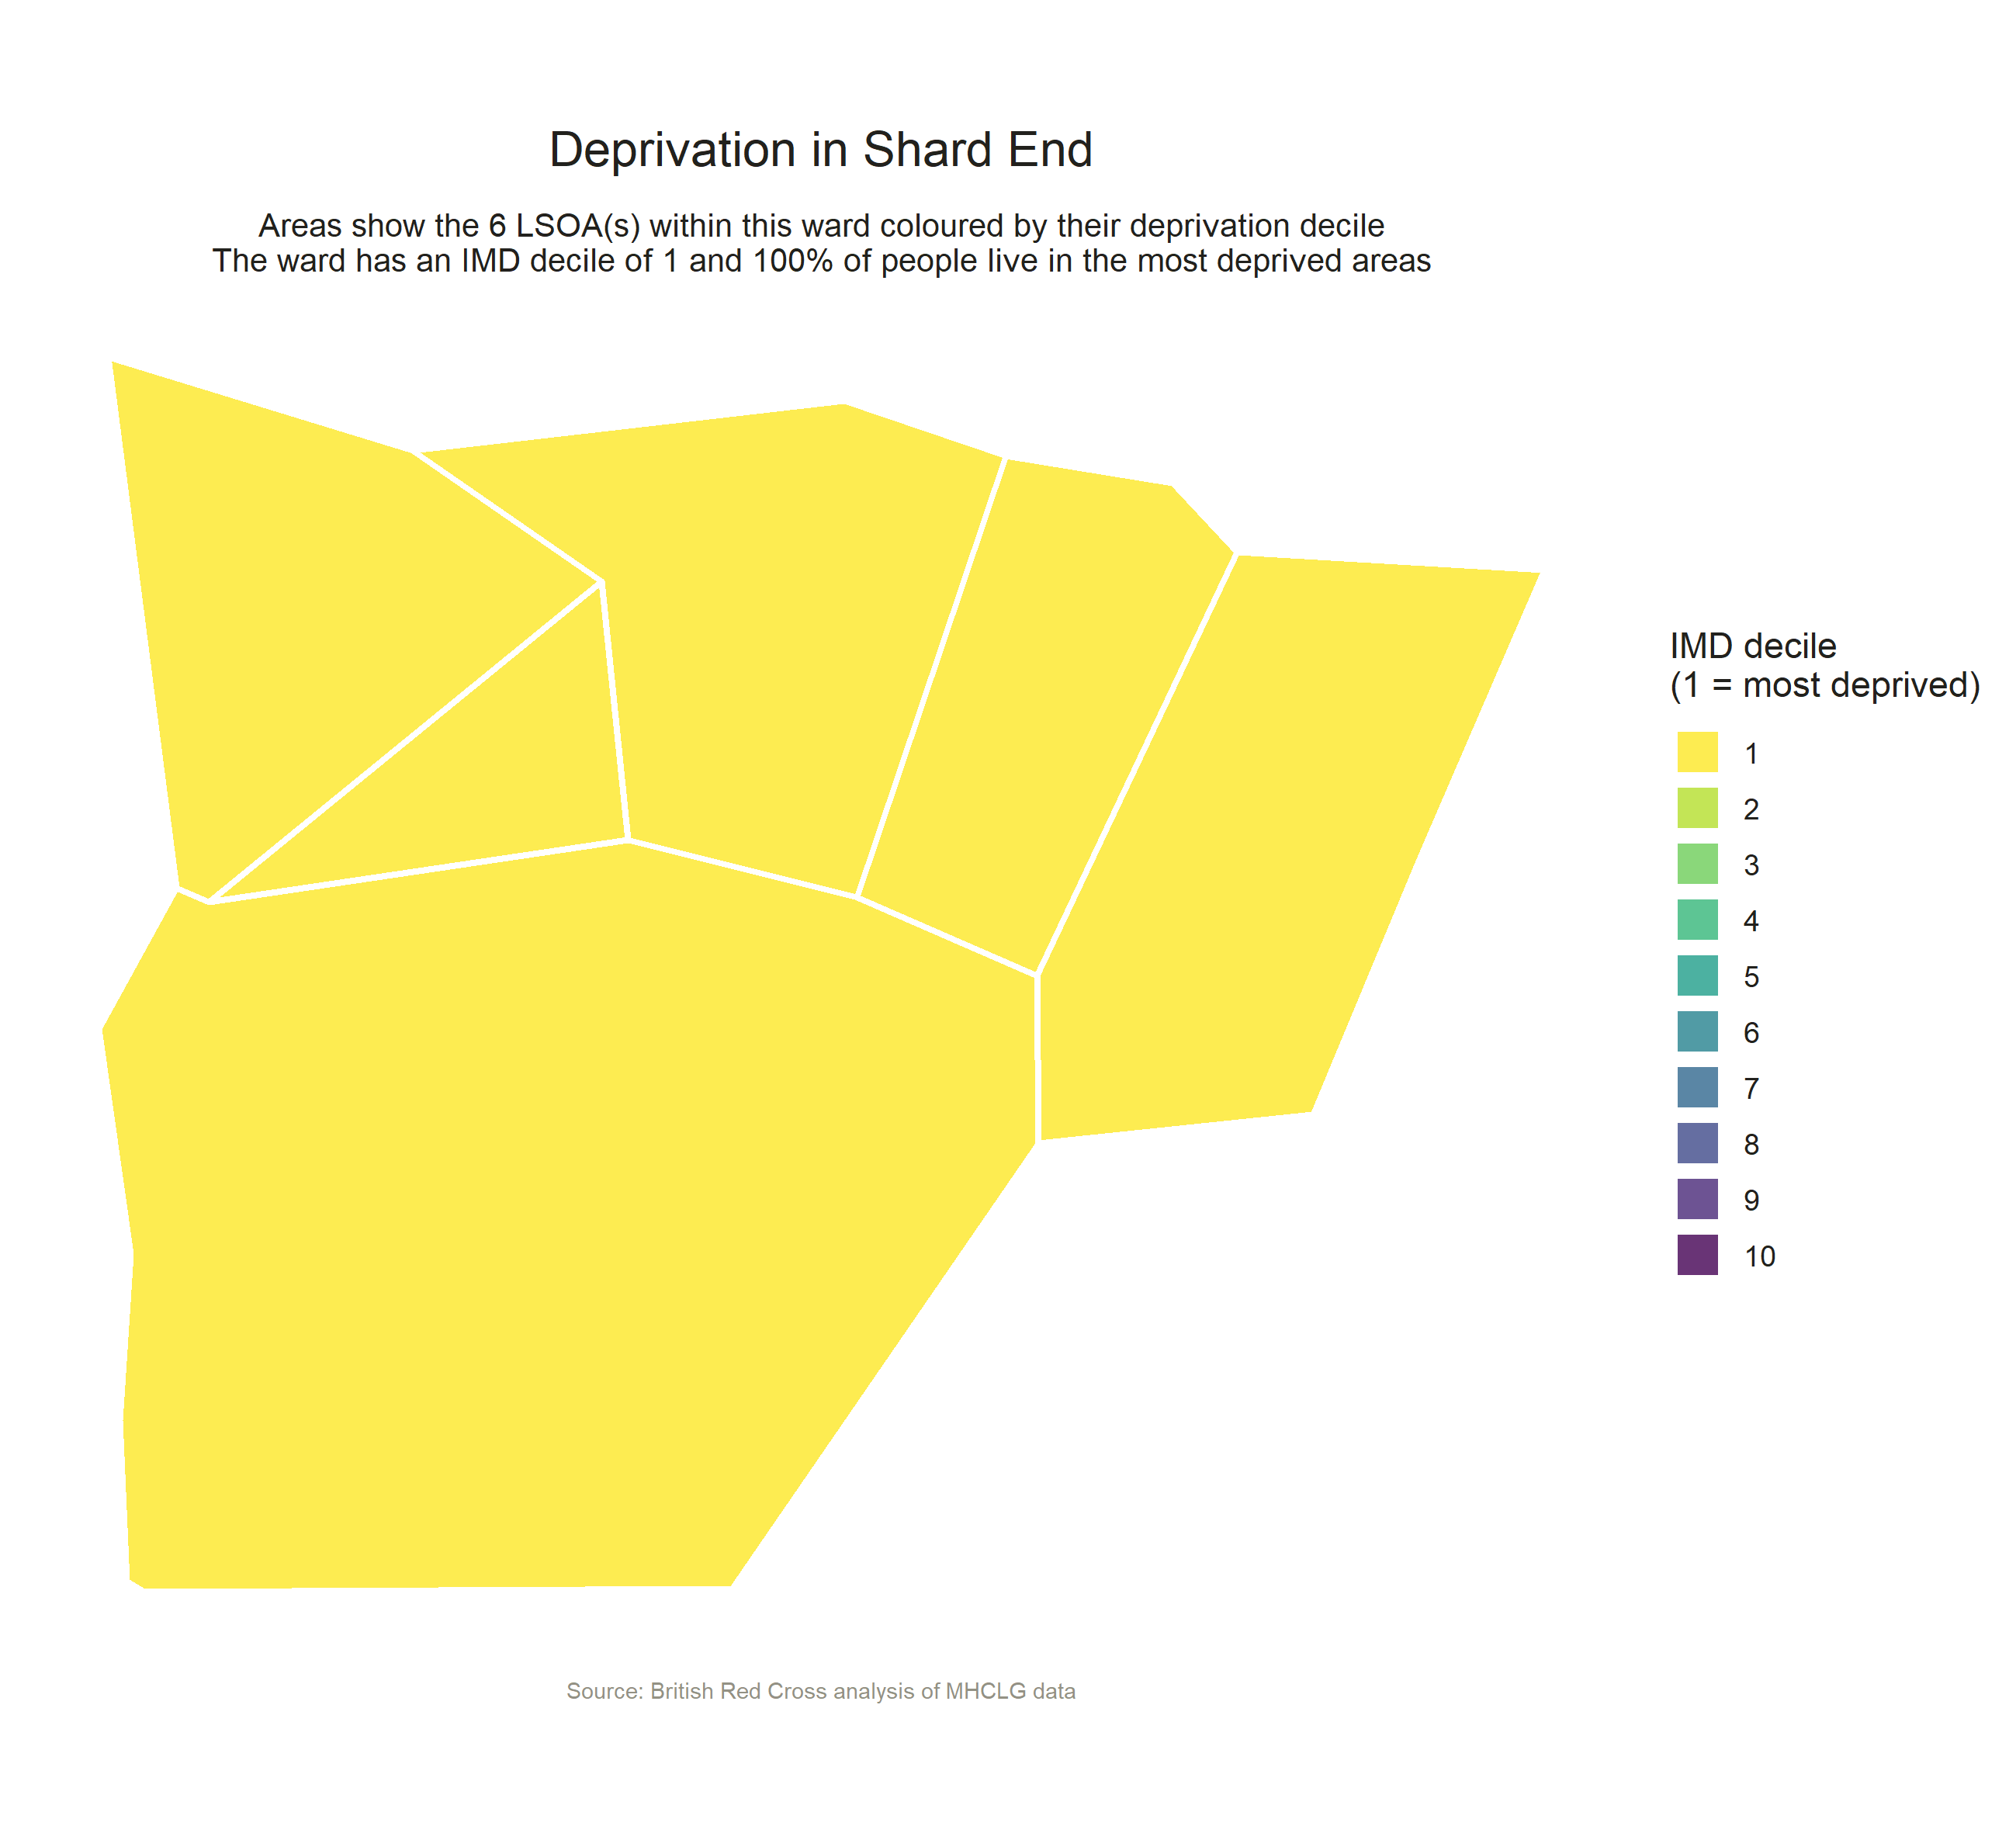 Deprivation in Shard End
Areas show the 6 LSOA(s) within this ward coloured by their deprivation decile
The ward has an IMD decile of 1 and 100% of people live in the most deprived areas
IMD decile
(1 = most deprived)
1
2
3
4
5
6
7
8
9
10
Source: British Red Cross analysis of MHCLG data